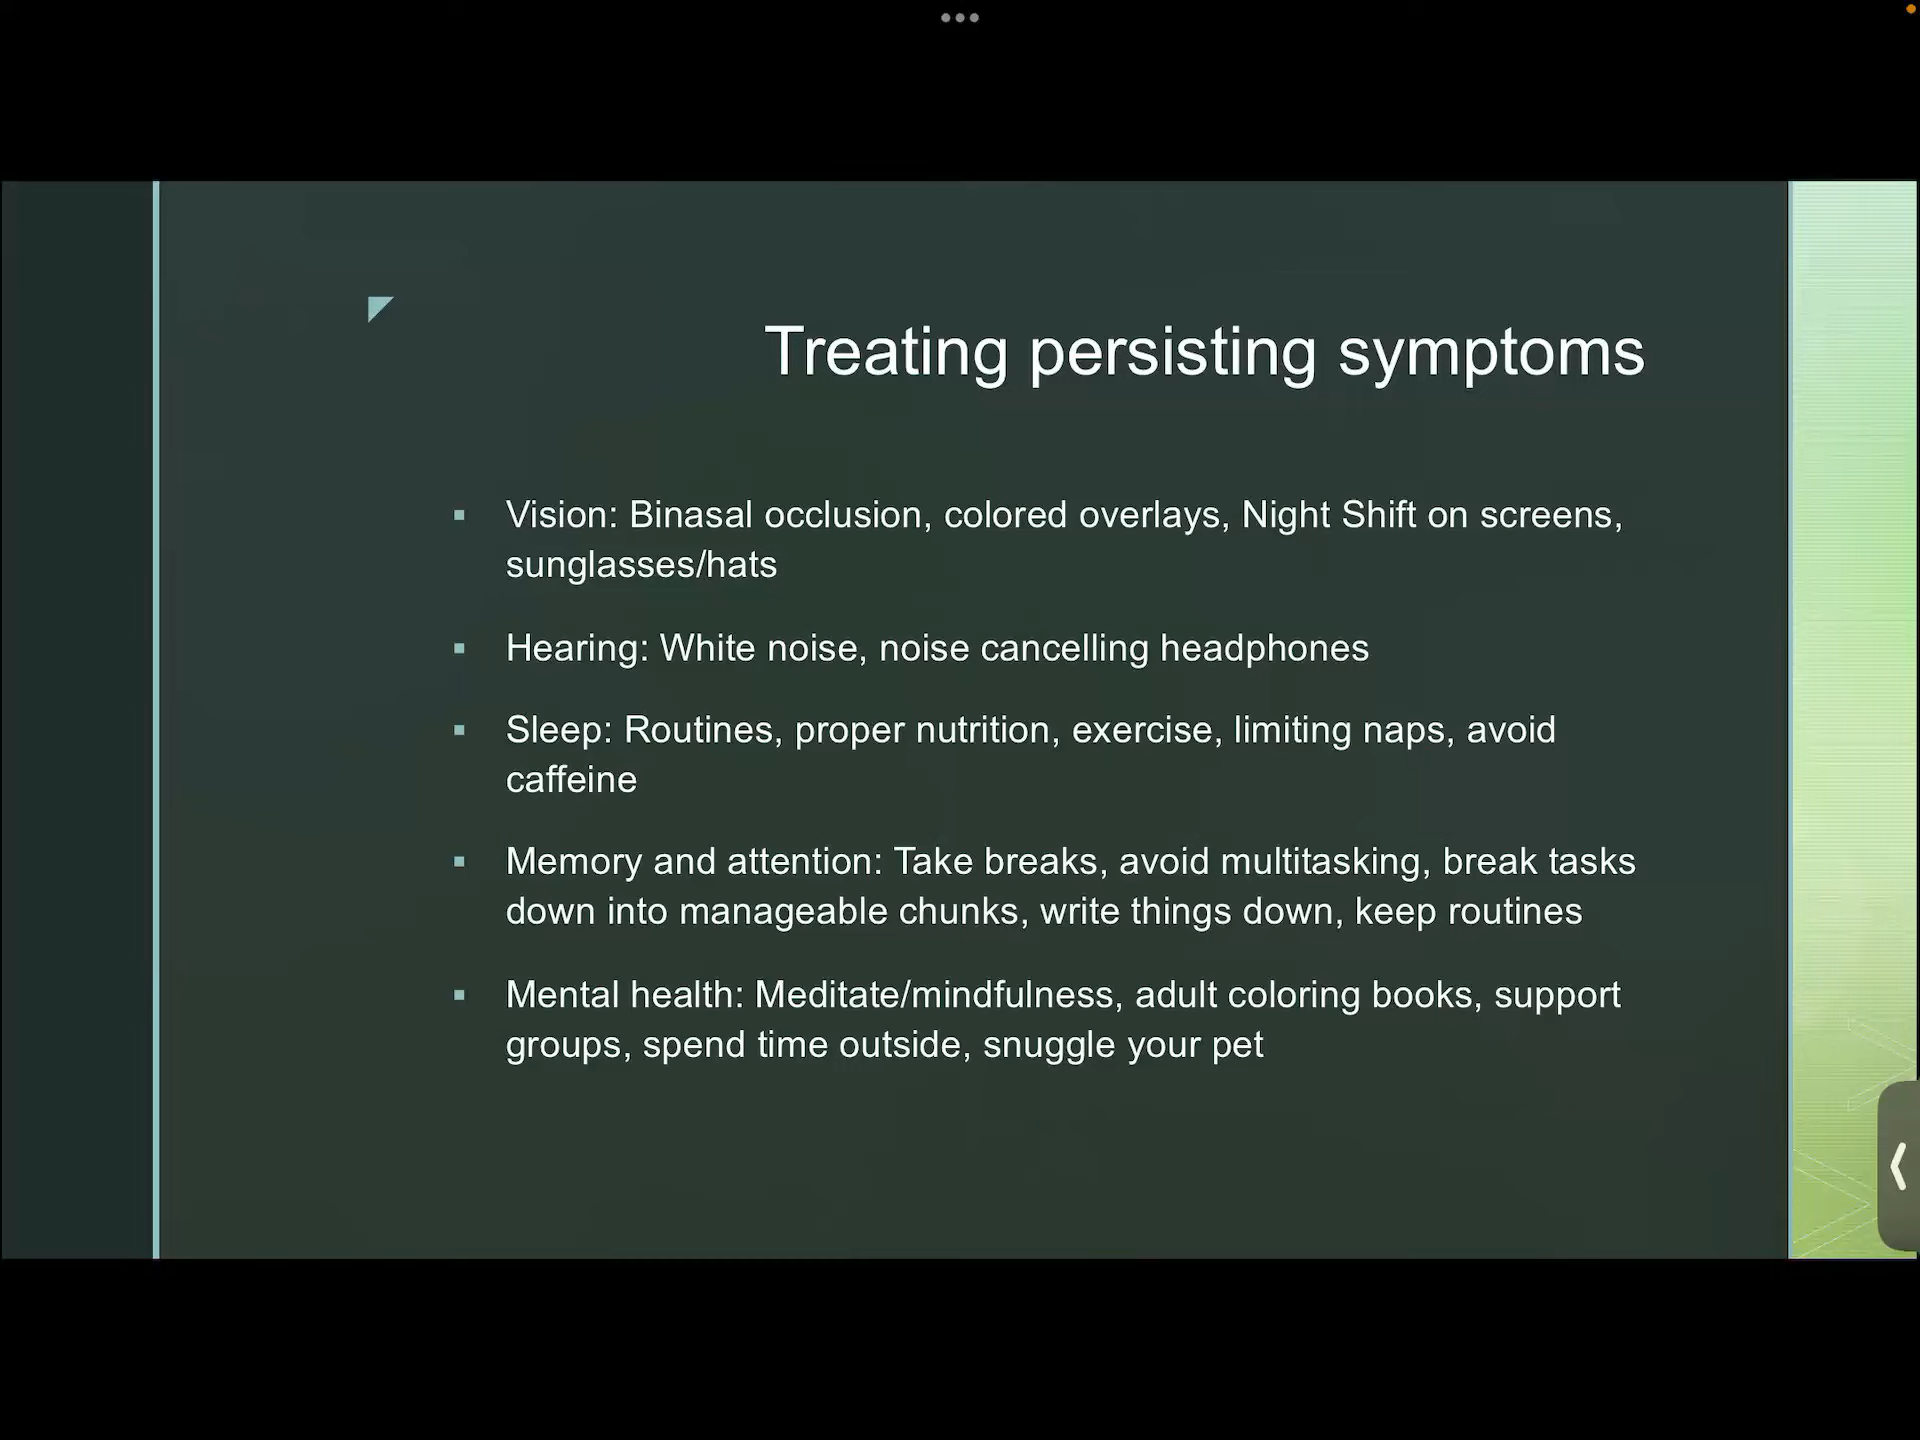 Treating persisting symptoms
▪ Vision: Binasal occlusion, colored overlays, Night Shift on screens,
sunglasses/hats
▪ Hearing: White noise, noise cancelling headphones
▪ Sleep: Routines, proper nutrition, exercise, limiting naps, avoid
caffeine
▪ Memory and attention: Take breaks, avoid multitasking, break tasks
down into manageable chunks, write things down, keep routines
▪ Mental health: Meditate/mindfulness, adult coloring books, support
groups, spend time outside, snuggle your pet